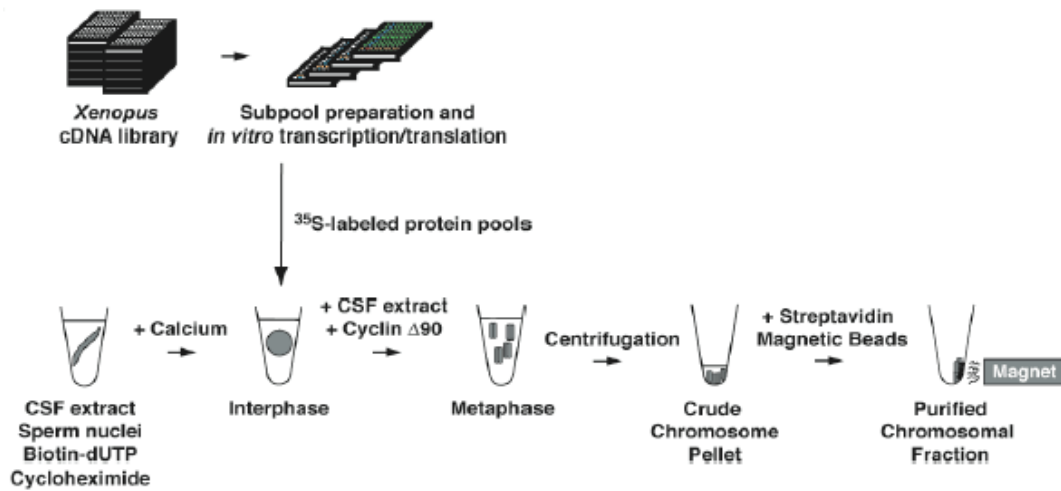 Xenopus
cDNA library
Subpool preparation and
in vitro transcription/translation
35S-labeled protein pools
+ Calcium
+ CSF extract
+ Cyclin Δ90
Centrifugation
+ Streptavidin
Magnetic Beads
Magnet
CSF extract
Sperm nuclei
Biotin-dUTP
Cycloheximide
Interphase
Metaphase
Crude
Chromosome
Pellet
Purified
Chromosomal
Fraction